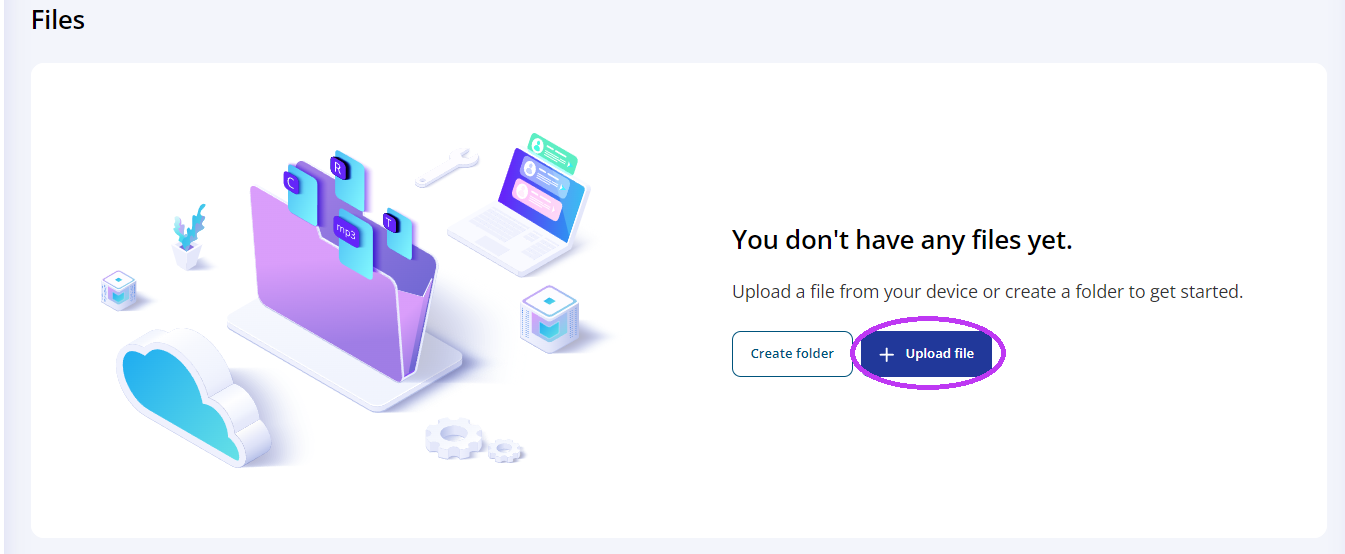 Files
R
C
T
mp3
You don't have any files yet.
Upload a file from your device or create a folder to get started.
Create folder
+ Upload file